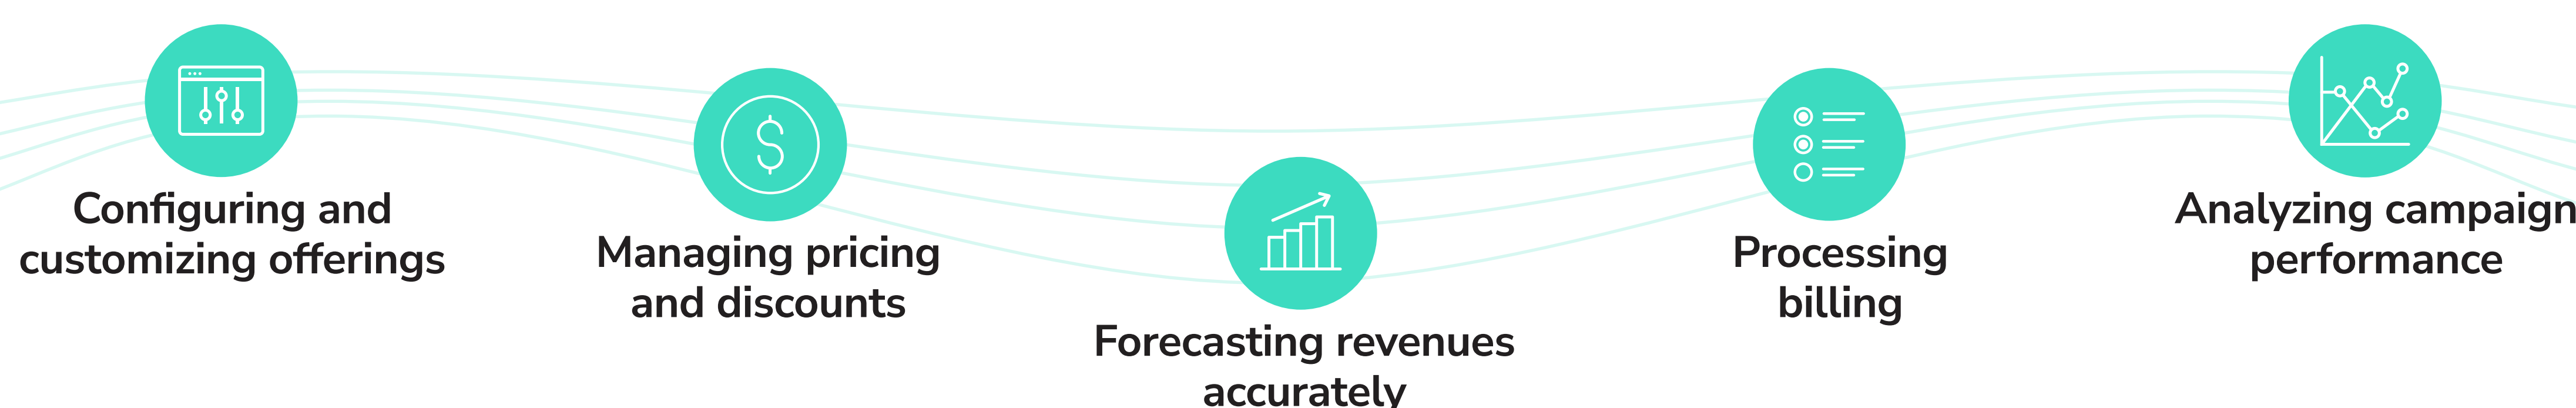 Configuring and
customizing offerings
Managing pricing
and discounts
Forecasting revenues
accurately
Processing
billing
Analyzing campaign
performance